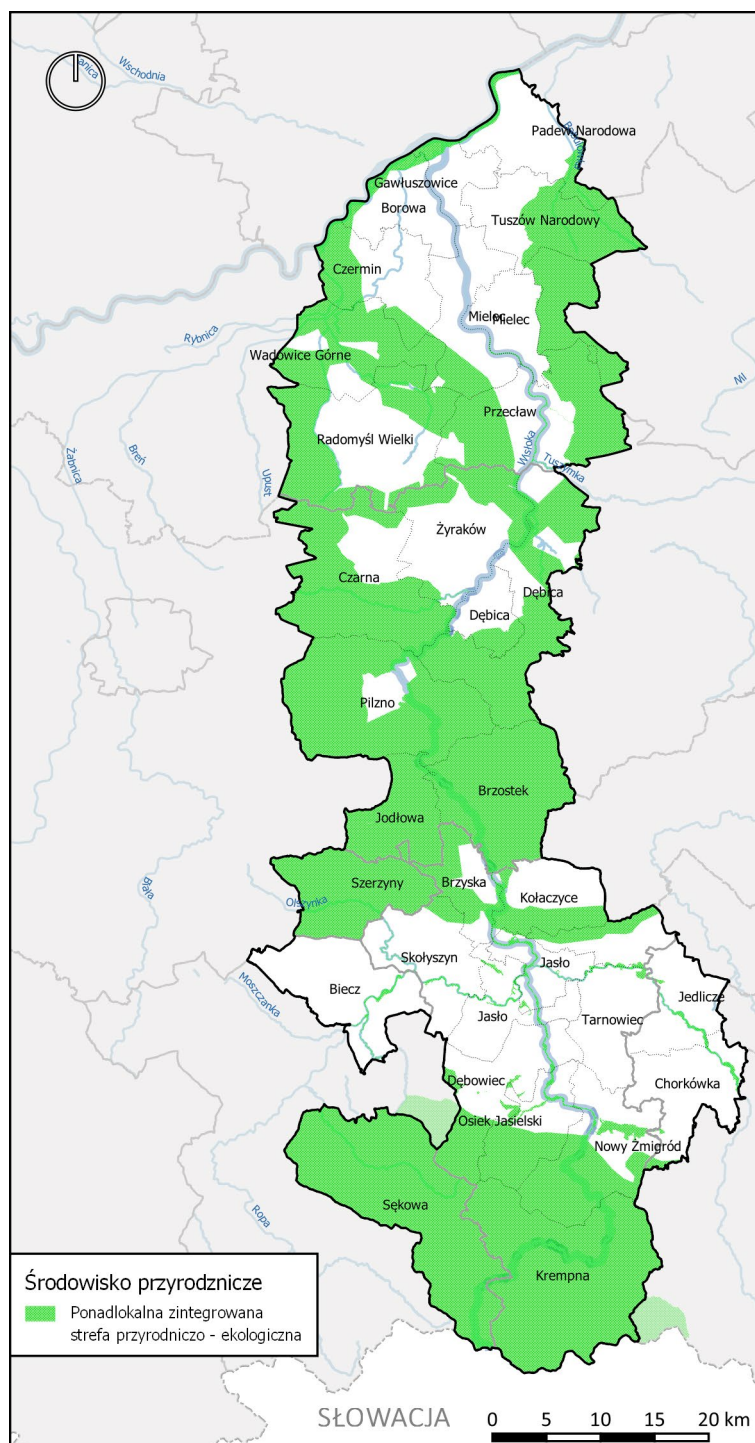 anica
Wschodnia
Padew Narodowa
Babulówka
Gawłuszowice
Borowa
Tuszów Narodowy
Czermin
Mielec
Mielec
Rybnica
Wadowice Górne
Przecław
Radomyśl Wielki
Wisłoka
Tuszymka
Żabnica
Breń
Upust
Żyraków
Czarna
Dębica
Dębica
Pilzno
Brzostek
Jodłowa
Szerzyny
Brzyska
Kołaczyce
Biała
Olszynka
Skołyszyn
Jasło
Biecz
Jedlicze
Moszczanka
Jasło
Tarnowiec
Dębowiec
Chorkówka
Osiek Jasielski
Nowy Żmigród
Sękowa
Ropa
Krempna
Środowisko przyrodznicze
Ponadlokalna zintegrowana
strefa przyrodniczo - ekologiczna
SŁOWACJA
0 5 10 15 20 km